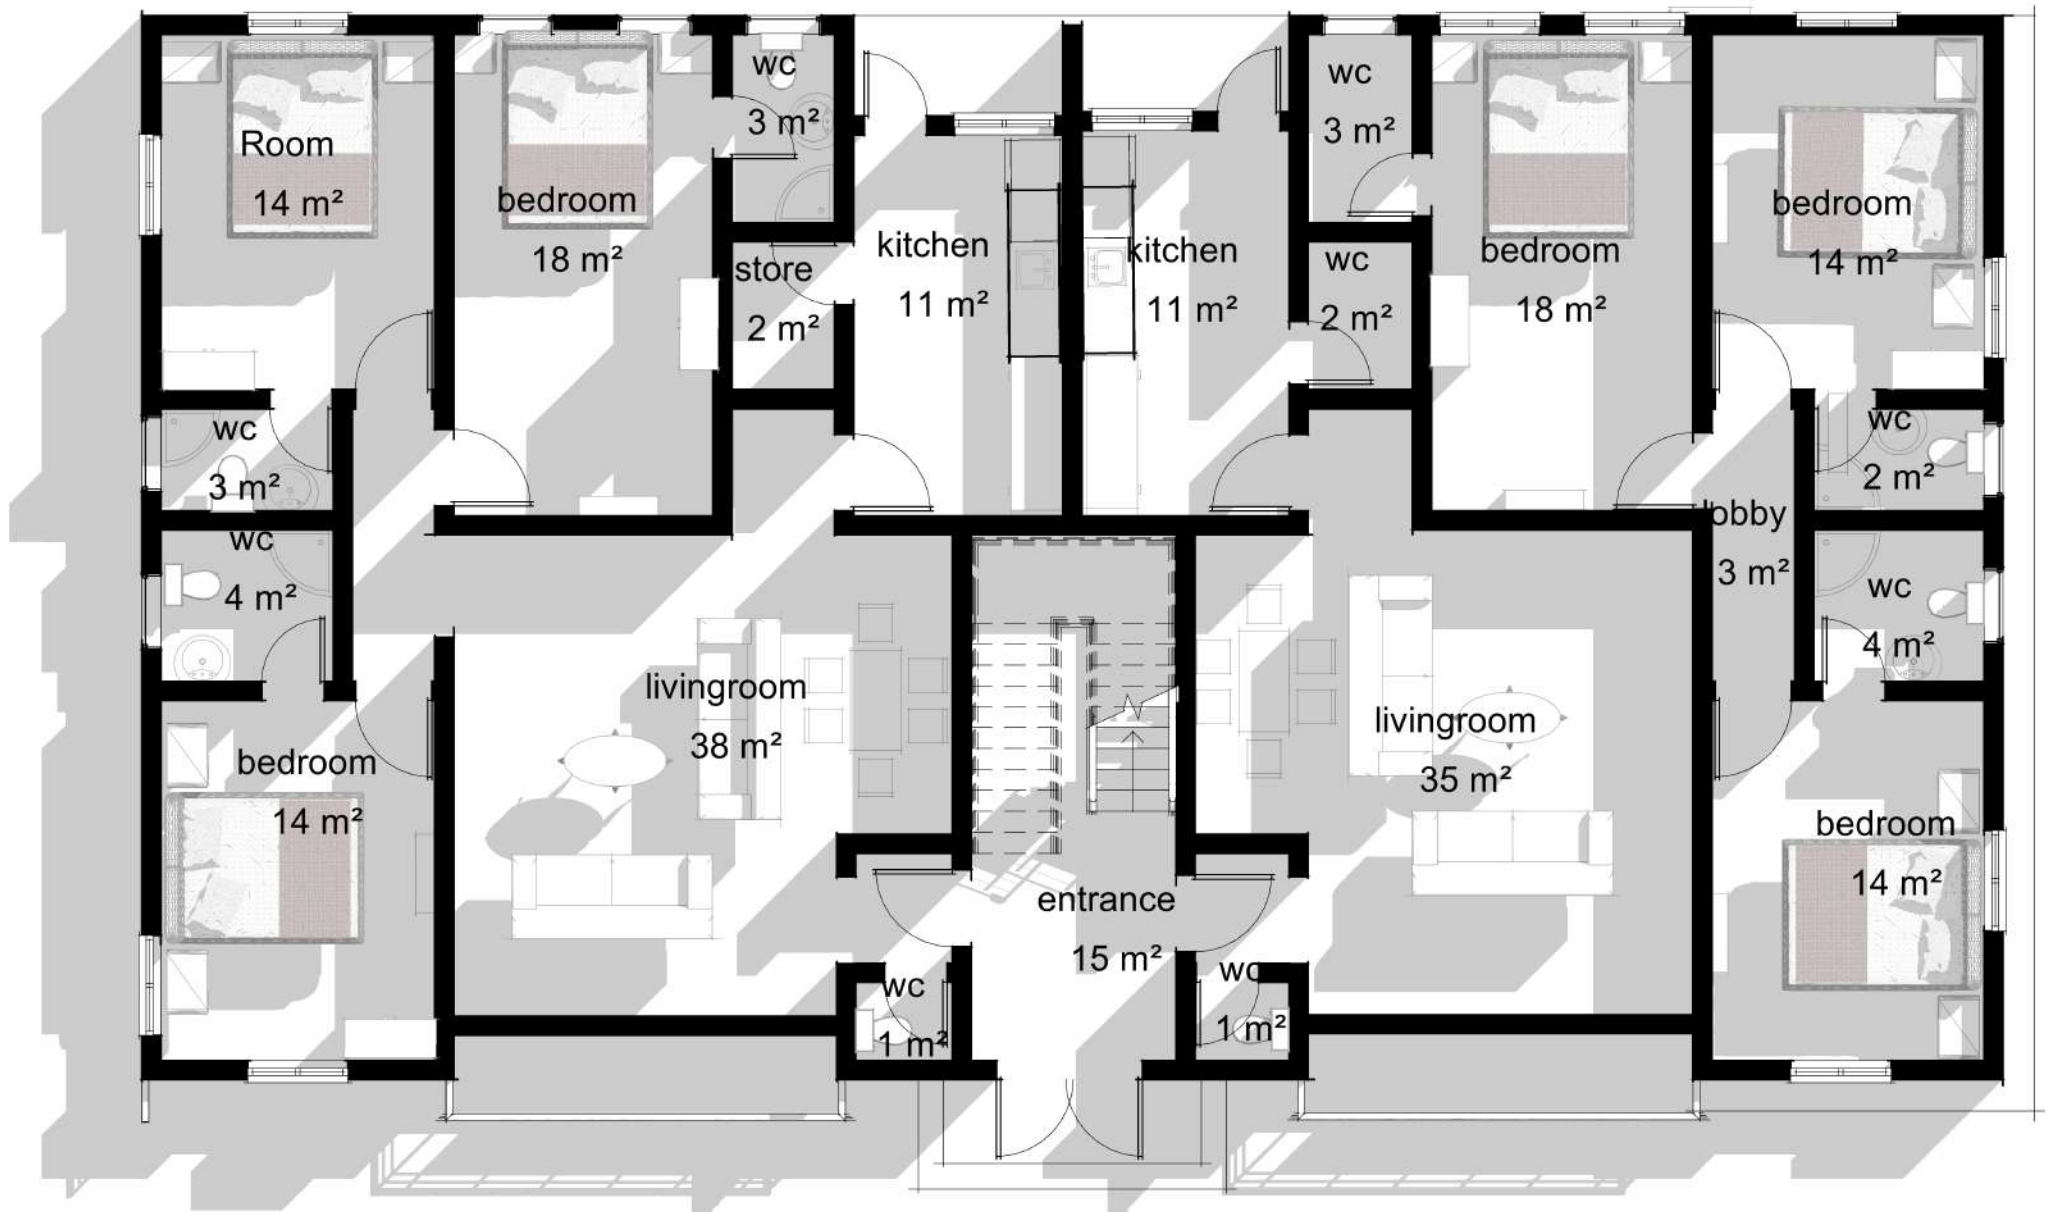 Room
14 m²
bedroom
18 m²
wc
3 m²
store
2 m²
kitchen
11 m²
kitchen
11 m²
wc
3 m²
wc
2 m²
bedroom
18 m²
bedroom
14 m²
wc
3 m²
wc
4 m²
bedroom
14 m²
livingroom
38 m²
wc
1 m²
entrance
15 m²
wc
1 m²
livingroom
35 m²
lobby
3 m²
wc
2 m²
wc
4 m²
bedroom
14 m²